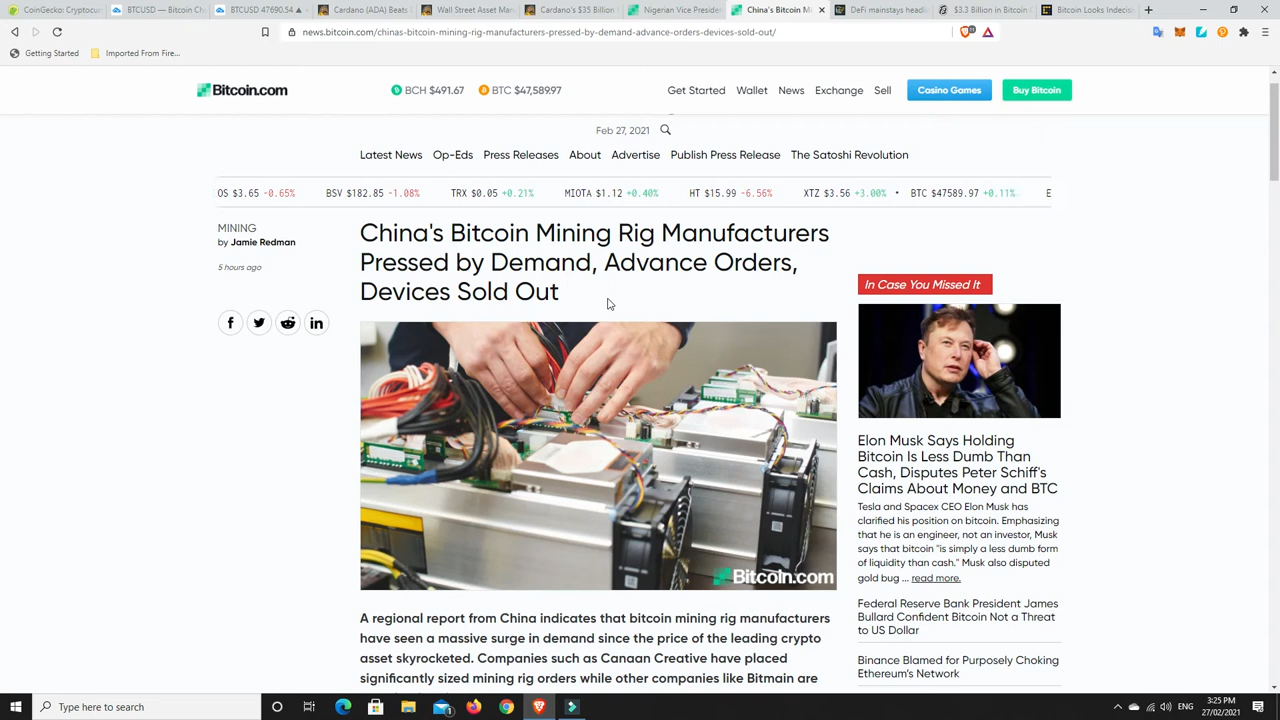 CoinGecko: Cryptocurr
BTCUSD — Bitcoin Cha
BTCUSD 47690.54 ▲
Cardano (ADA) Beats
Wall Street Asset Man
Cardano's $35 Billion
Nigerian Vice Presiden
China's Bitcoin Mi
DeFi mainstays headli
$3.3 Billion in Bitcoin
Bitcoin Looks Indecis
news.bitcoin.com/chinas-bitcoin-mining-rig-manufacturers-pressed-by-demand-advance-orders-devices-sold-out/
Getting Started
Imported From Fire...
Bitcoin.com
BCH $491.67
BTC $47,589.97
Get Started
Wallet
News
Exchange
Sell
Casino Games
Buy Bitcoin
Feb 27, 2021
Latest News
Op-Eds
Press Releases
About
Advertise
Publish Press Release
The Satoshi Revolution
OS $3.65 -0.65%
BSV $182.85 -1.08%
TRX $0.05 +0.21%
MIOTA $1.12 +0.40%
HT $15.99 -6.56%
XTZ $3.56 +3.00%
BTC $47589.97 +0.11%
E
MINING
by Jamie Redman
5 hours ago
China's Bitcoin Mining Rig Manufacturers
Pressed by Demand, Advance Orders,
Devices Sold Out
Bitcoin.com
A regional report from China indicates that bitcoin mining rig manufacturers
have seen a massive surge in demand since the price of the leading crypto
asset skyrocketed. Companies such as Canaan Creative have placed
significantly sized mining rig orders while other companies like Bitmain are
In Case You Missed It
Elon Musk Says Holding
Bitcoin Is Less Dumb Than
Cash, Disputes Peter Schiff's
Claims About Money and BTC
Tesla and Spacex CEO Elon Musk has
clarified his position on bitcoin. Emphasizing
that he is an engineer, not an investor, Musk
says that bitcoin "is simply a less dumb form
of liquidity than cash." Musk also disputed
gold bug ... read more.
Federal Reserve Bank President James
Bullard Confident Bitcoin Not a Threat
to US Dollar
Binance Blamed for Purposely Choking
Ethereum's Network
Type here to search
ENG
3:25 PM
27/02/2021